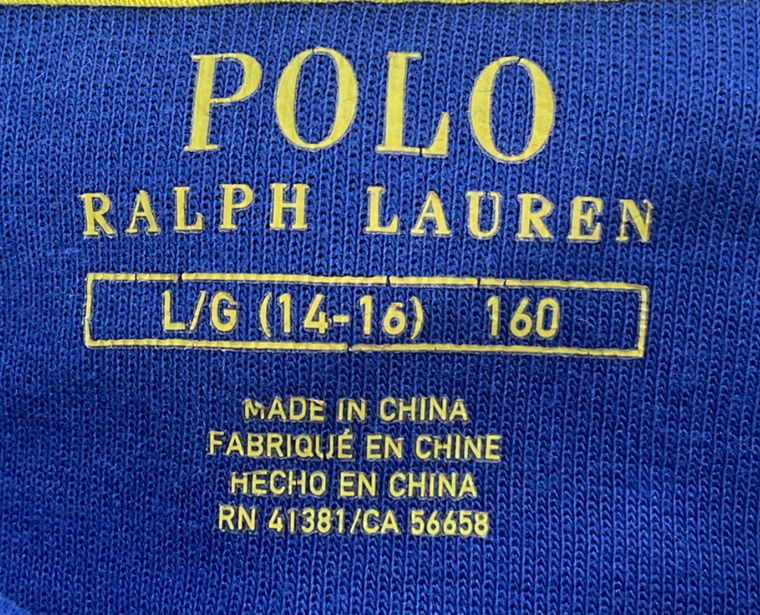 POLO
RALPH LAUREN
L/G (14-16) 160
MADE IN CHINA
FABRIQUÉ EN CHINE
HECHO EN CHINA
RN 41381/CA 56658